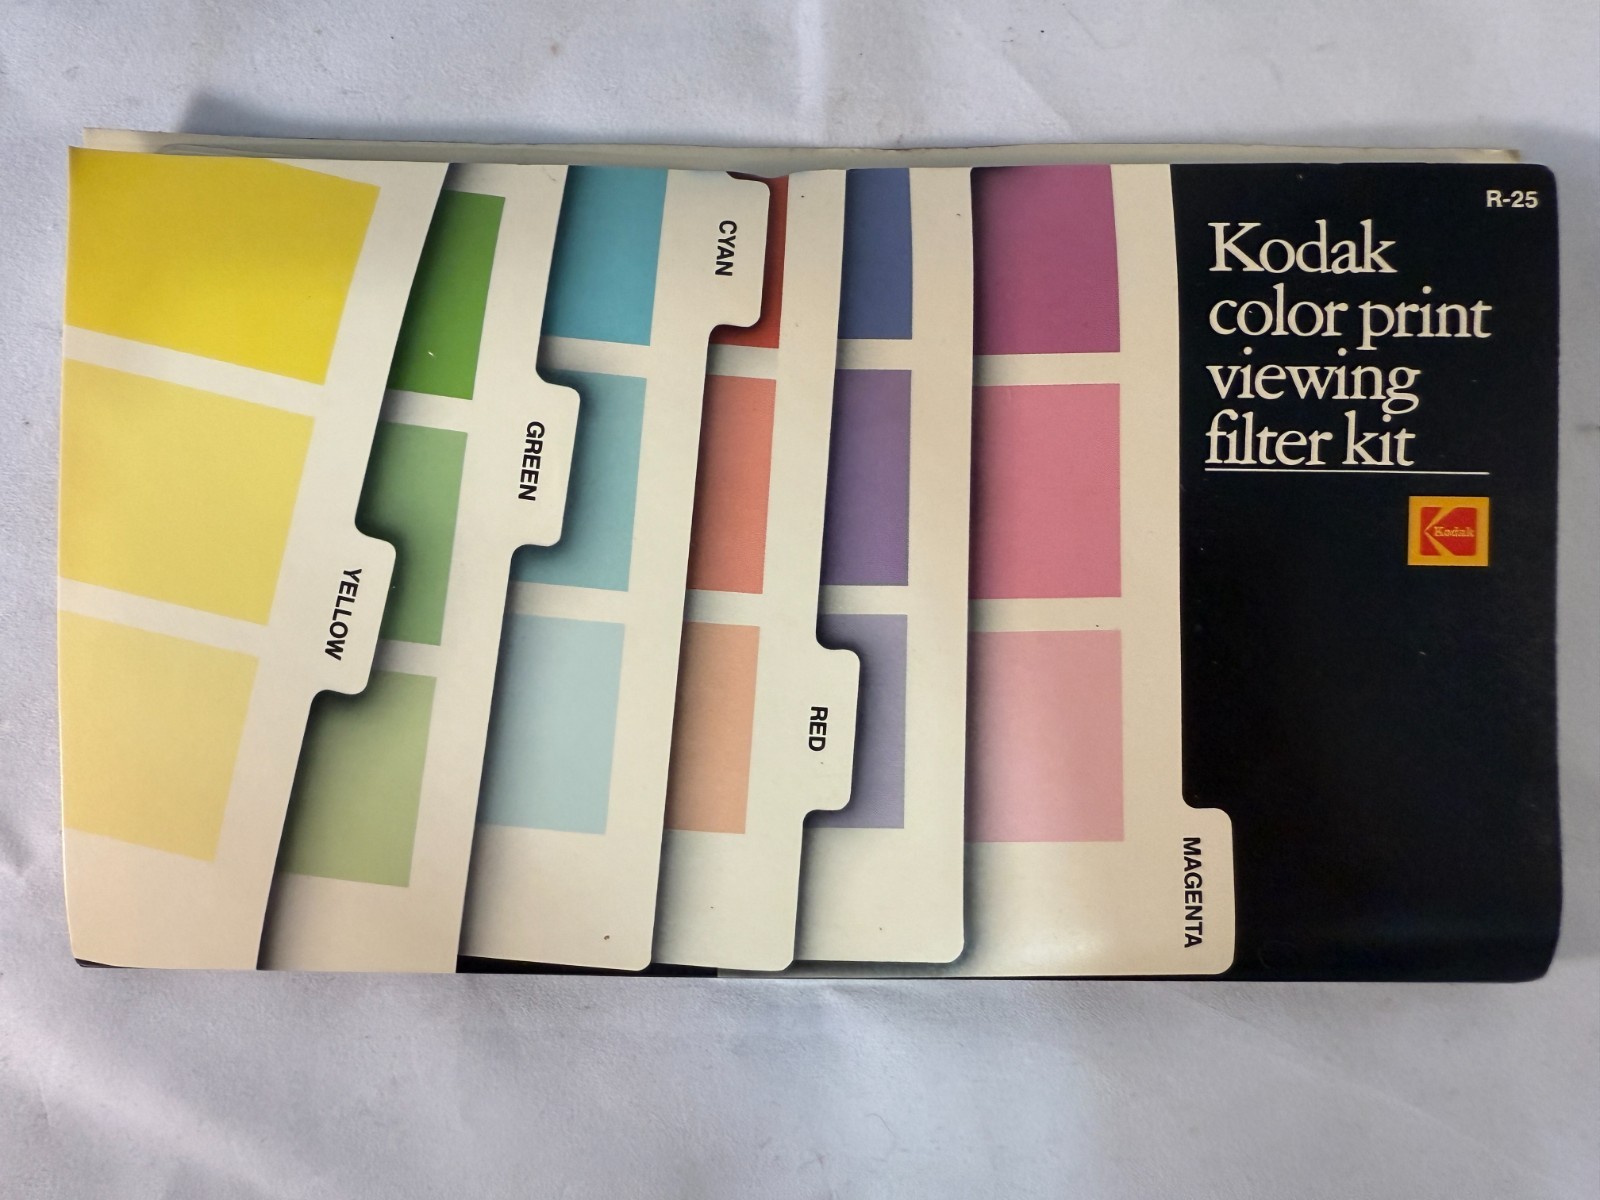 R-25
Kodak
color print
viewing
filter kit
Kodak
YELLOW
GREEN
CYAN
RED
MAGENTA